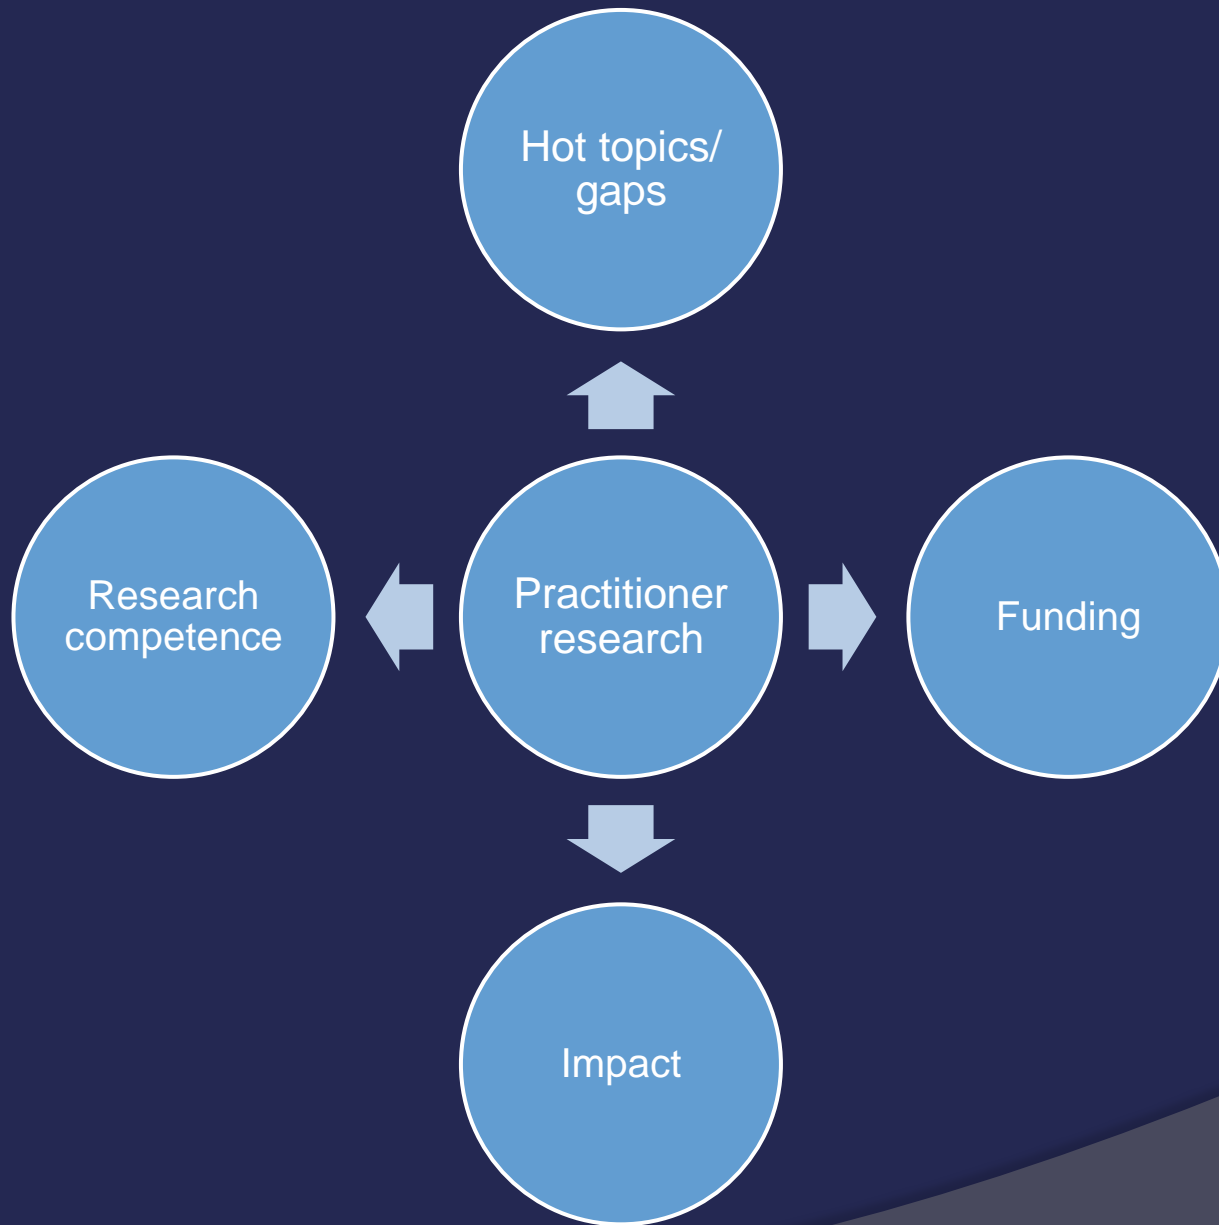 Hot topics/
gaps
Research
competence
Practitioner
research
Funding
Impact